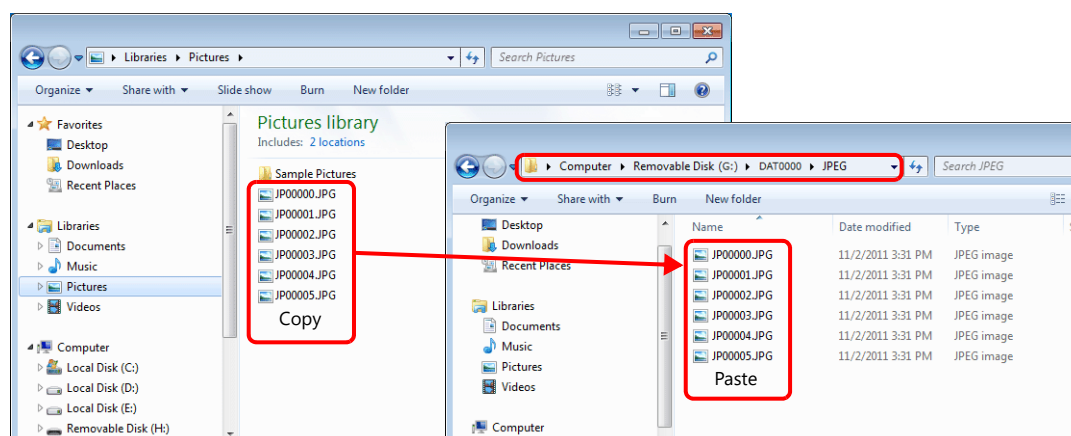 Libraries Pictures
Search Pictures
Organize Share with Slide show Burn New folder
Favorites
Desktop
Downloads
Recent Places
Libraries
Documents
Music
Pictures
Videos
Computer
Local Disk (C:)
Local Disk (D:)
Local Disk (E:)
Removable Disk (H:)
Pictures library
Includes: 2 locations
Sample Pictures
JP00000.JPG
JP00001.JPG
JP00002.JPG
JP00003.JPG
JP00004.JPG
JP00005.JPG
Copy
Computer Removable Disk (G:) DAT0000 JPEG
Search JPEG
Organize Share with Burn New folder
Desktop
Downloads
Recent Places
Libraries
Documents
Music
Pictures
Videos
Computer
Name Date modified Type
JP00000.JPG 11/2/2011 3:31 PM JPEG image
JP00001.JPG 11/2/2011 3:31 PM JPEG image
JP00002.JPG 11/2/2011 3:31 PM JPEG image
JP00003.JPG 11/2/2011 3:31 PM JPEG image
JP00004.JPG 11/2/2011 3:31 PM JPEG image
JP00005.JPG 11/2/2011 3:31 PM JPEG image
Paste